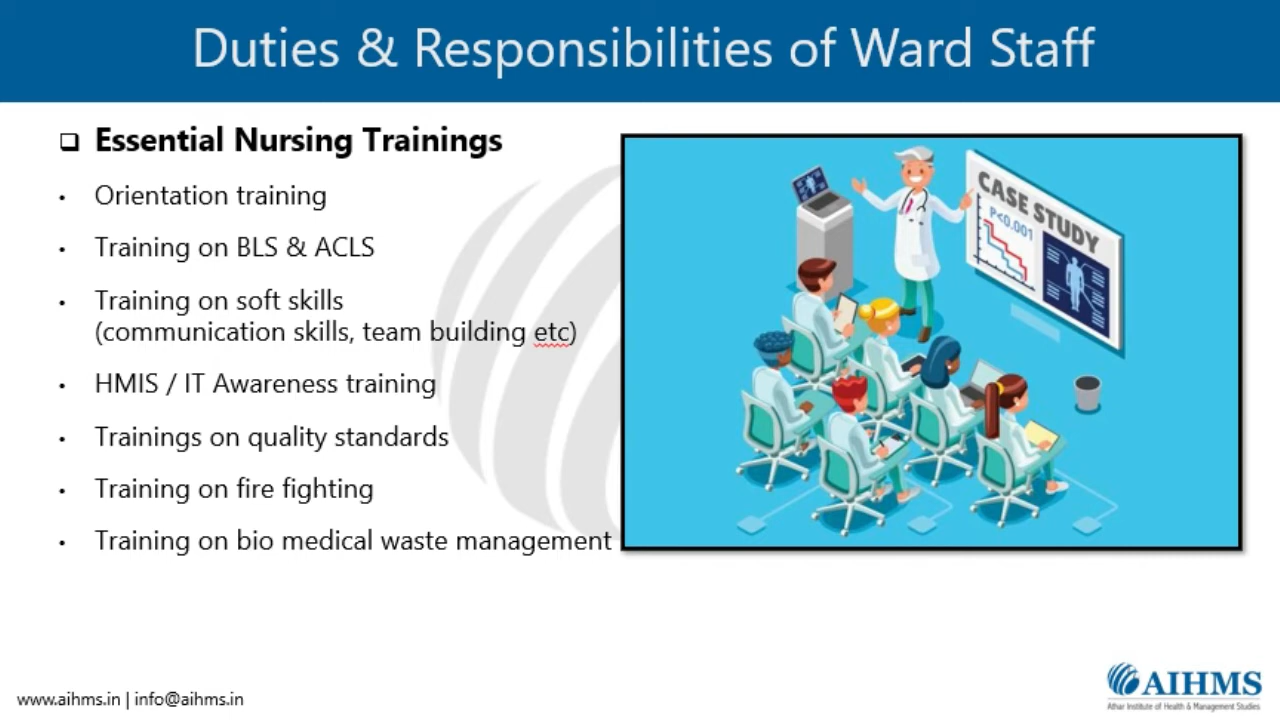 Duties & Responsibilities of Ward Staff
❑ Essential Nursing Trainings
• Orientation training
• Training on BLS & ACLS
• Training on soft skills
(communication skills, team building etc)
• HMIS / IT Awareness training
• Trainings on quality standards
• Training on fire fighting
• Training on bio medical waste management
CASE STUDY
P<0.001
www.aihms.in | info@aihms.in
AIHMS
Athar Institute of Health & Management Studies